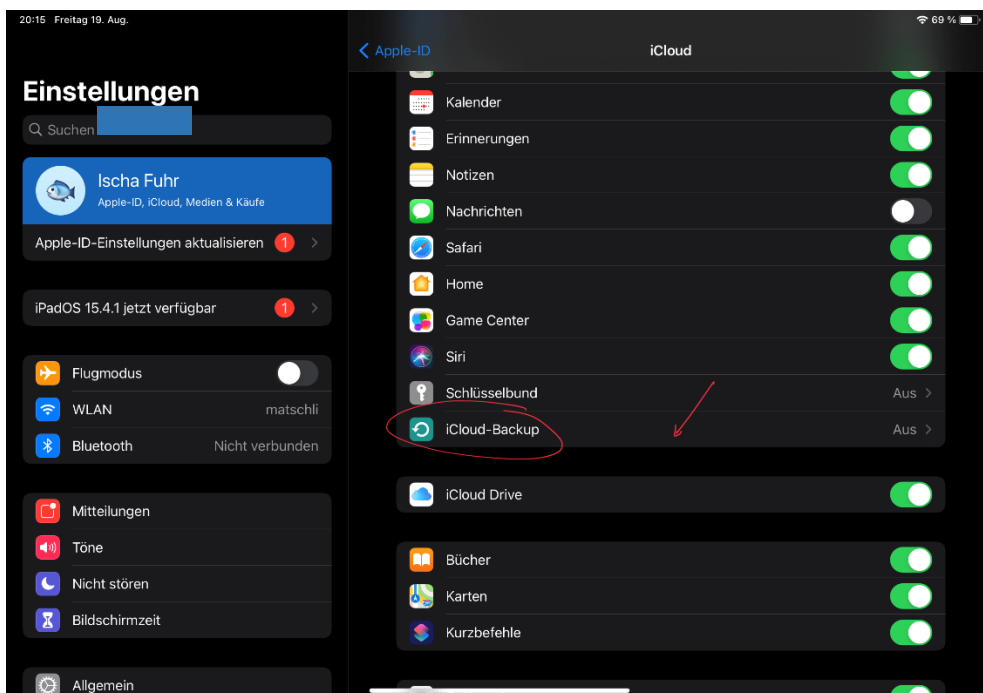 20:15 Freitag 19. Aug.
69 %
Einstellungen
Suchen
Ischa Fuhr
Apple-ID, iCloud, Medien & Käufe
Apple-ID-Einstellungen aktualisieren 1
iPadOS 15.4.1 jetzt verfügbar 1
Flugmodus
WLAN matschli
Bluetooth Nicht verbunden
Mitteilungen
Töne
Nicht stören
Bildschirmzeit
Allgemein
Apple-ID
iCloud
Kalender
Erinnerungen
Notizen
Nachrichten
Safari
Home
Game Center
Siri
Schlüsselbund Aus
iCloud-Backup Aus
iCloud Drive
Bücher
Karten
Kurzbefehle